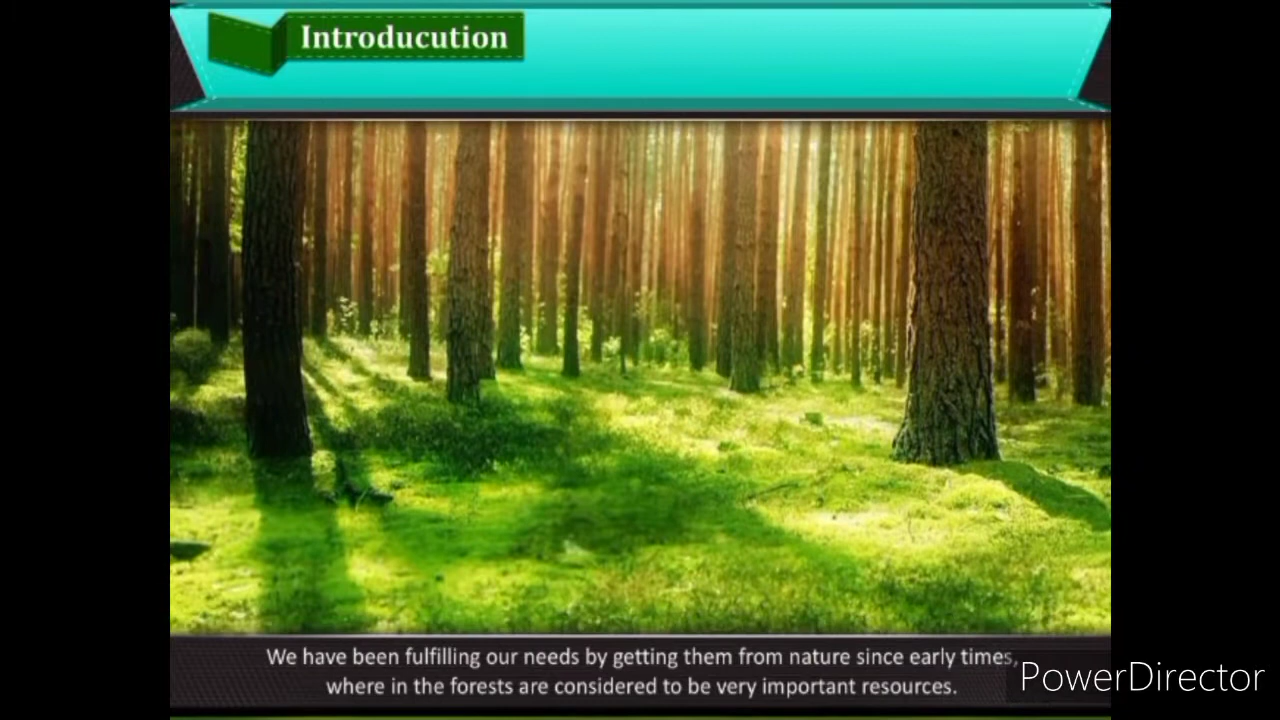 Introducution
We have been fulfilling our needs by getting them from nature since early times,
where in the forests are considered to be very important resources.
PowerDirector